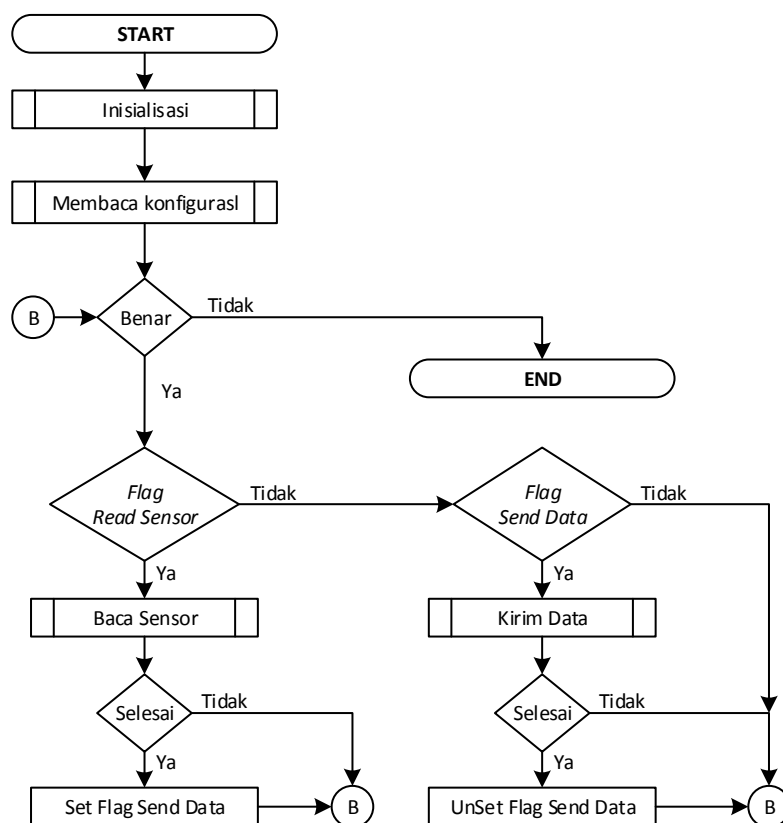 START
Inisialisasi
Membaca konfigurasI
B
Benar
Tidak
END
Ya
Flag
Read Sensor
Tidak
Flag
Send Data
Tidak
Ya
Ya
Baca Sensor
Kirim Data
Selesai
Tidak
Selesai
Tidak
Ya
Ya
Set Flag Send Data
B
UnSet Flag Send Data
B